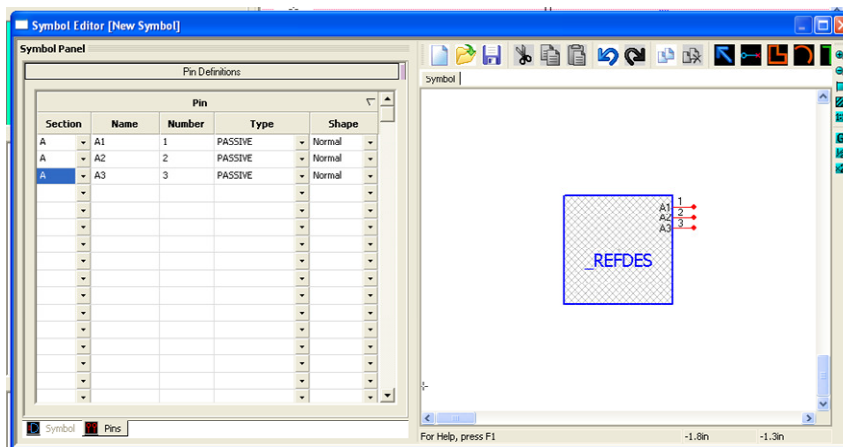 Symbol Editor [New Symbol]
Symbol Panel
Pin Definitions
Pin
Section Name Number Type Shape
A A1 1 PASSIVE Normal
A A2 2 PASSIVE Normal
A A3 3 PASSIVE Normal
Symbol Pins
Symbol
A1 1
A2 2
A3 3
_REFDES
For Help, press F1 -1.8in -1.3in